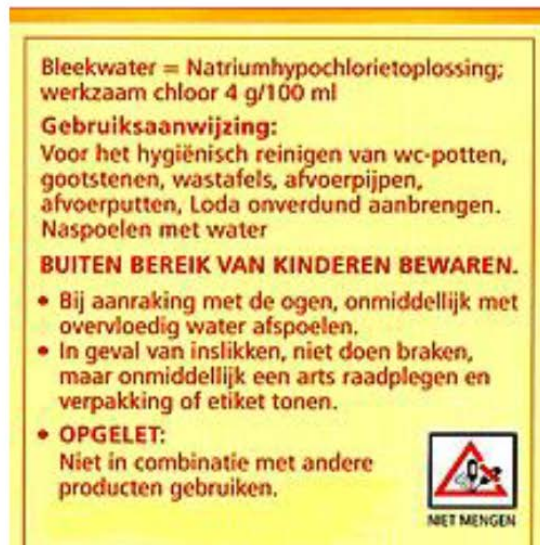 Bleekwater = Natriumhypochlorietoplossing;
werkzaam chloor 4 g/100 ml
Gebruiksaanwijzing:
Voor het hygiënisch reinigen van wc-potten,
gootstenen, wastafels, afvoerpijpen,
afvoerputten, Loda onverdund aanbrengen.
Naspoelen met water
BUITEN BEREIK VAN KINDEREN BEWAREN.
• Bij aanraking met de ogen, onmiddellijk met
overvloedig water afspoelen.
• In geval van inslikken, niet doen braken,
maar onmiddellijk een arts raadplegen en
verpakking of etiket tonen.
• OPGELET:
Niet in combinatie met andere
producten gebruiken.
NIET MENGEN